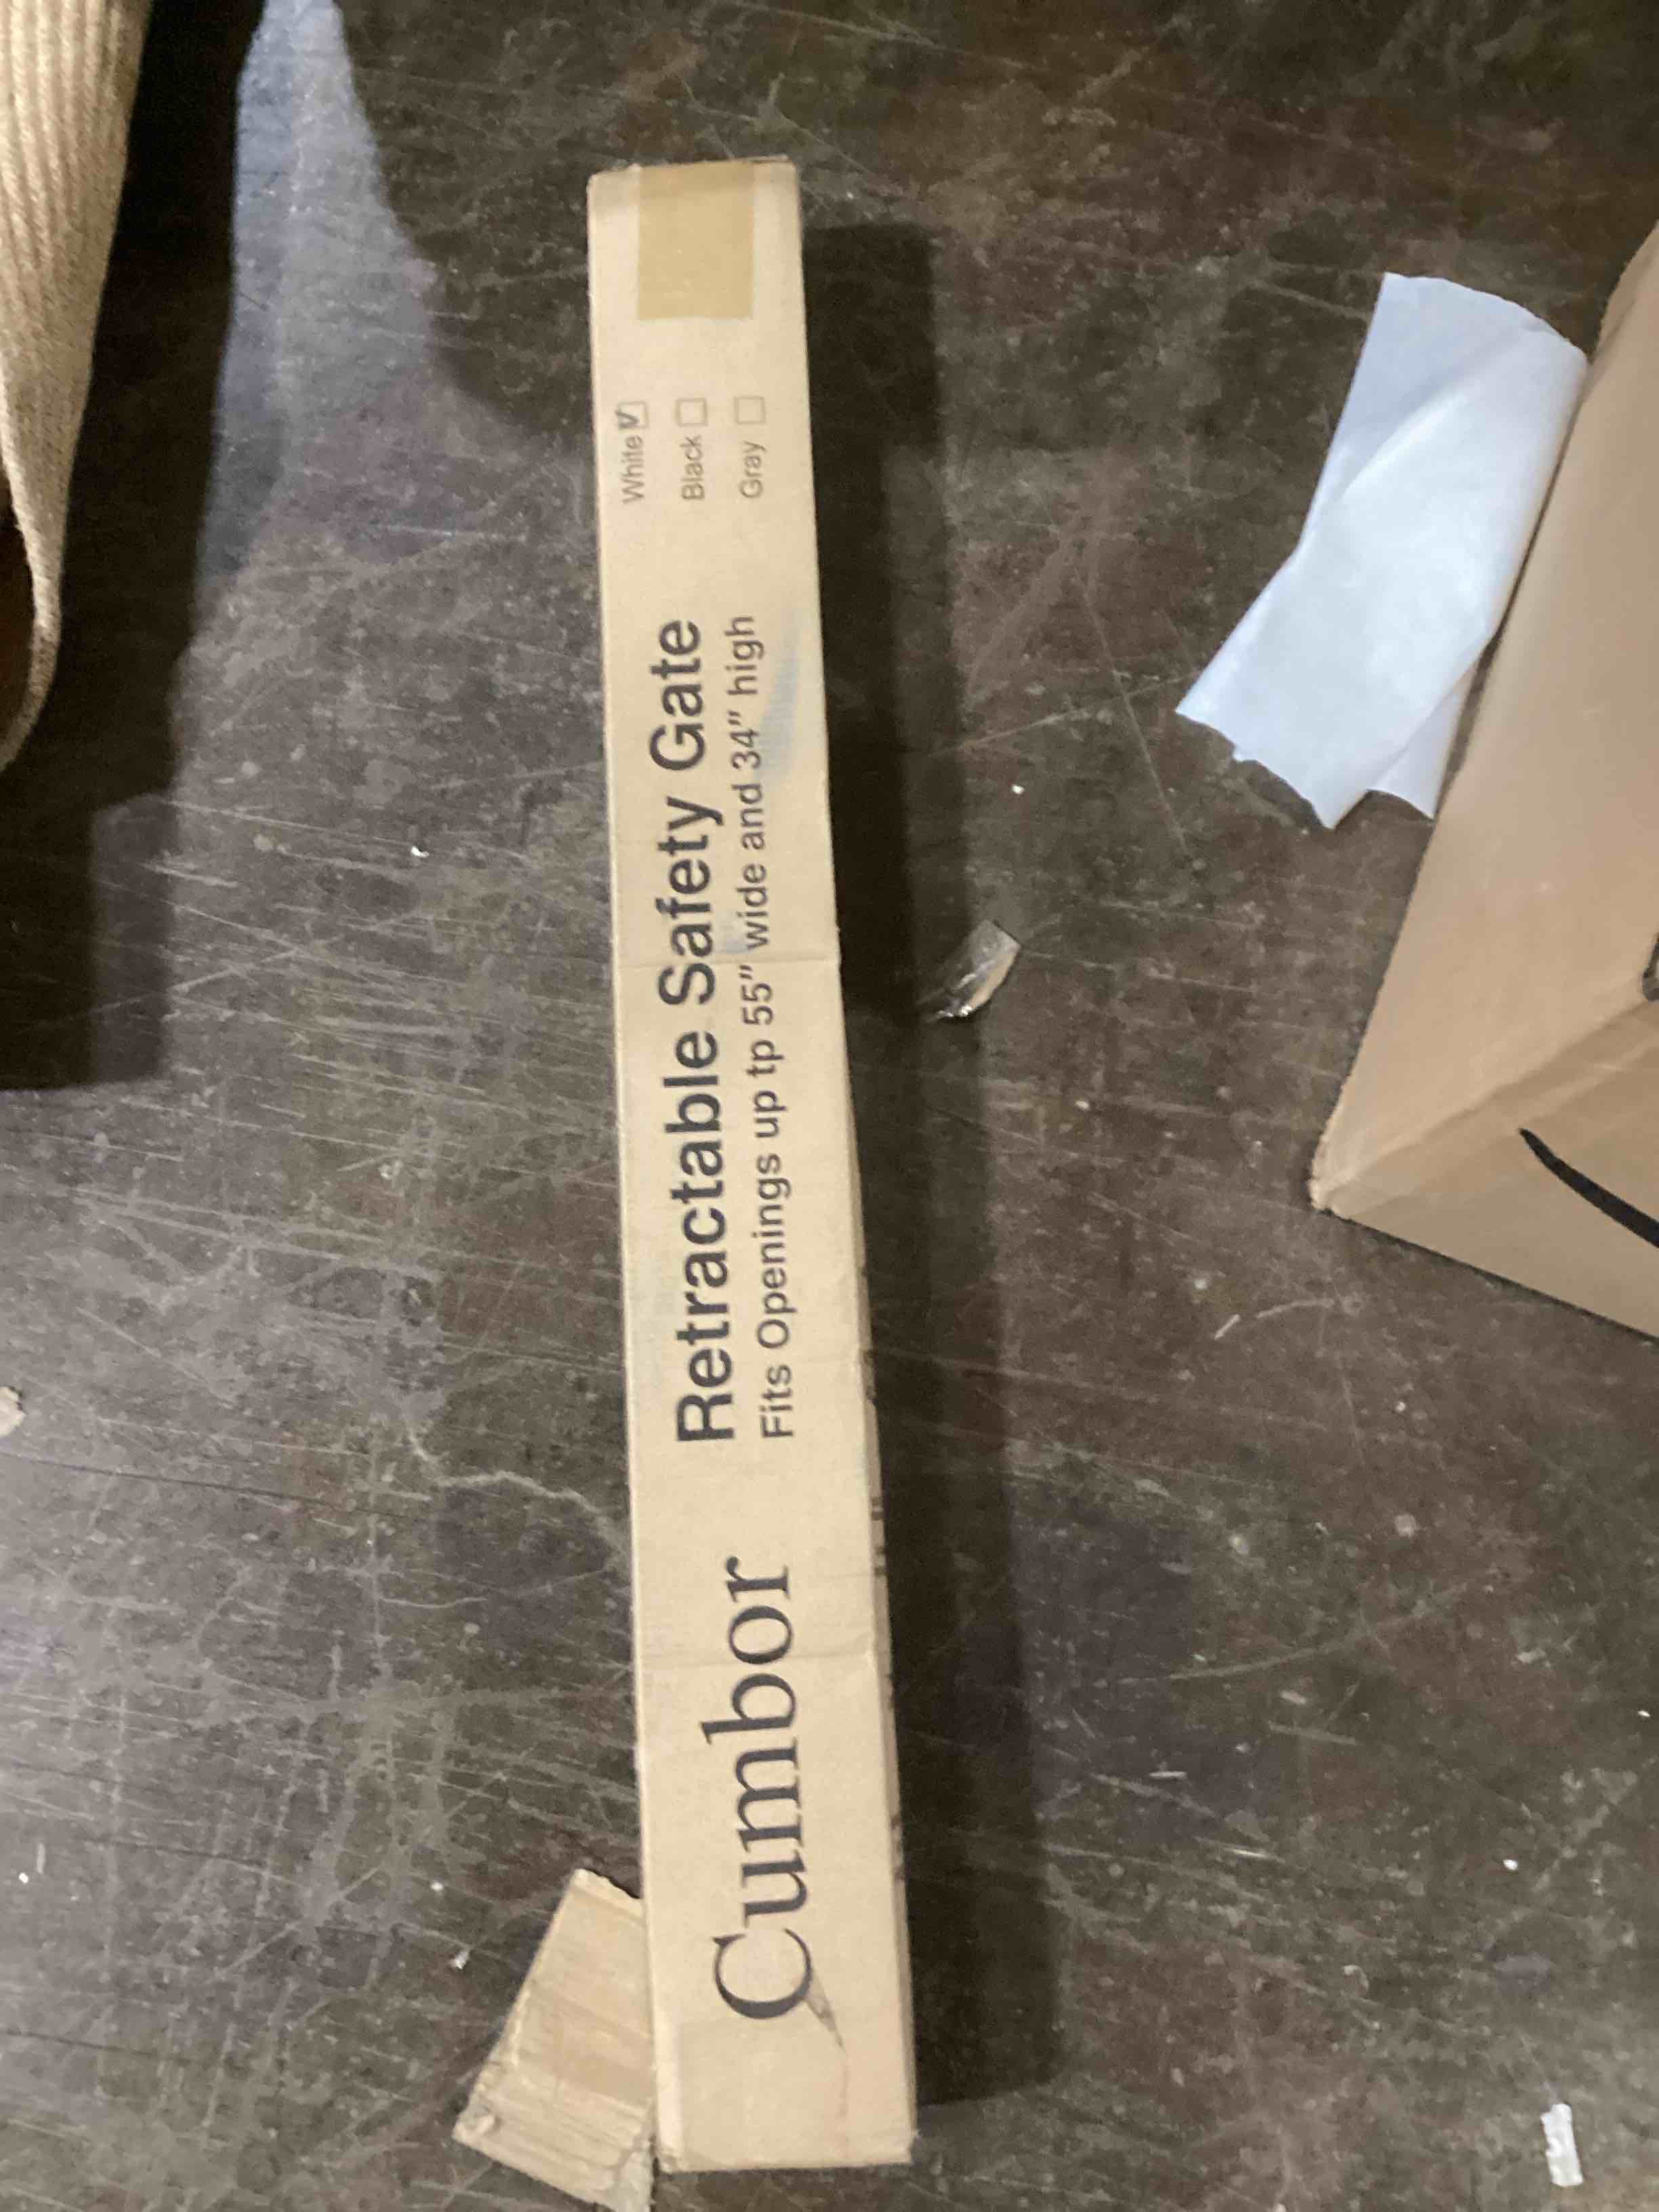 Cumbor
Retractable Safety Gate
Fits Openings up tp 55" wide and 34" high
White
Black
Gray